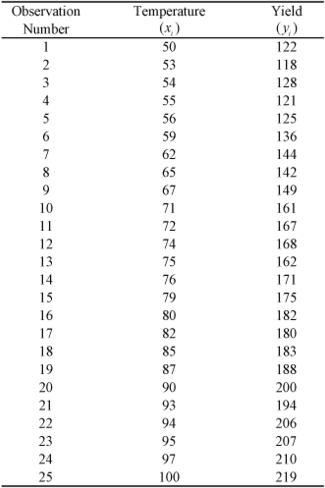 Observation Temperature Yield
Number (xᵢ) (yᵢ)
1 50 122
2 53 118
3 54 128
4 55 121
5 56 125
6 59 136
7 62 144
8 65 142
9 67 149
10 71 161
11 72 167
12 74 168
13 75 162
14 76 171
15 79 175
16 80 182
17 82 180
18 85 183
19 87 188
20 90 200
21 93 194
22 94 206
23 95 207
24 97 210
25 100 219